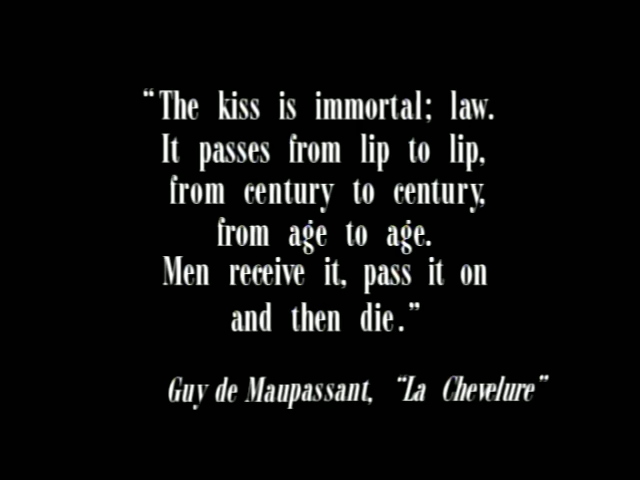 “The kiss is immortal; law.
It passes from lip to lip,
from century to century,
from age to age.
Men receive it, pass it on
and then die.”
Guy de Maupassant, “La Chevelure”